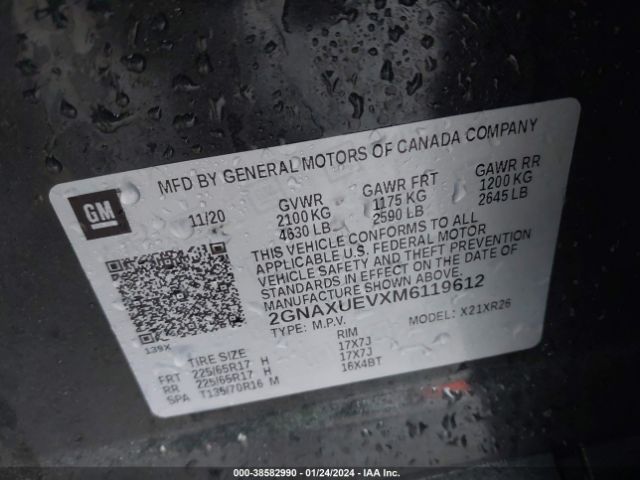 MFD BY GENERAL MOTORS OF CANADA COMPANY
GM
11/20
GVWR GAWR FRT GAWR RR
2100 KG 1175 KG 1200 KG
4630 LB 2590 LB 2645 LB
THIS VEHICLE CONFORMS TO ALL
APPLICABLE U.S. FEDERAL MOTOR
VEHICLE SAFETY AND THEFT PREVENTION
STANDARDS IN EFFECT ON THE DATE OF
MANUFACTURE SHOWN ABOVE.
2GNAXUEVXM6119612
TYPE: M.P.V. MODEL: X21XR26
139X
TIRE SIZE RIM
FRT 225/65R17 H 17X7J
RR 225/65R17 H 17X7J
SPA T135/70R16 M 16X4BT
000-38582990 - 01/24/2024 - IAA Inc.